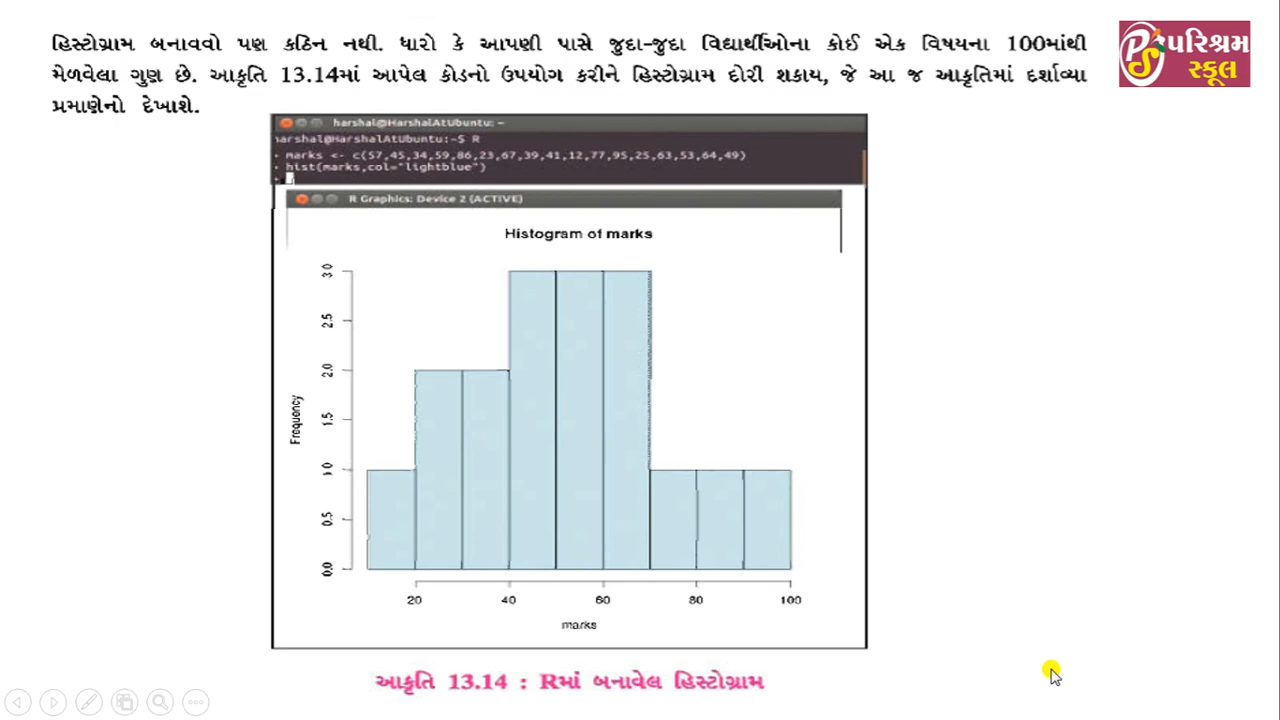 હિસ્ટોગ્રામ બનાવવો પણ કઠિન નથી. ધારો કે આપણી પાસે જુદા-જુદા વિદ્યાર્થીઓના કોઈ એક વિષયના 100માંથી
મેળવેલા ગુણ છે. આકૃતિ 13.14માં આપેલ કોડનો ઉપયોગ કરીને હિસ્ટોગ્રામ દોરી શકાય, જે આ જ આકૃતિમાં દર્શાવ્યા
પ્રમાણેનો દેખાશે.
PS પરિશ્રમ
સ્કૂલ
harshal@HarshalAtUbuntu: ~
harshal@HarshalAtUbuntu:~$ R
marks <- c(57,45,34,59,86,23,67,39,41,12,77,95,25,63,53,64,49)
hist(marks,col="lightblue")
R Graphics: Device 2 (ACTIVE)
Histogram of marks
3.0
2.5
2.0
1.5
1.0
0.5
0.0
Frequency
20 40 60 80 100
marks
આકૃતિ 13.14 : Rમાં બનાવેલ હિસ્ટોગ્રામ